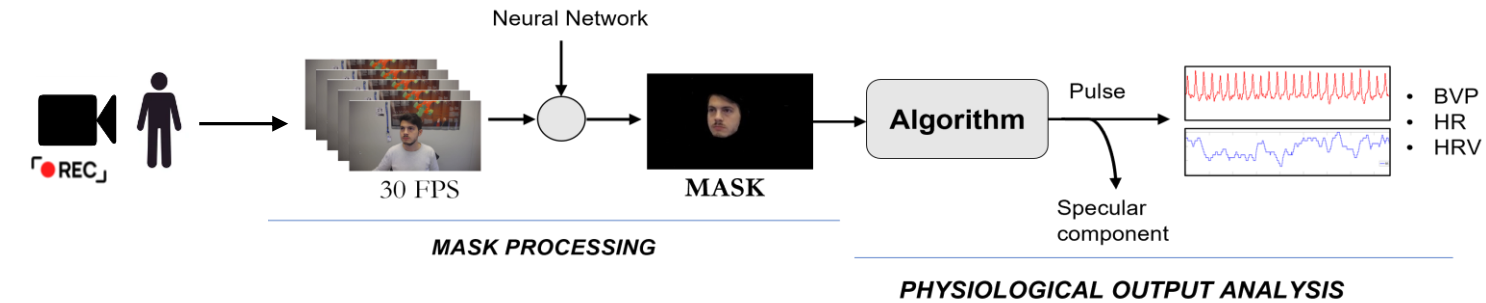 Neural Network
REC
30 FPS
MASK
Algorithm
Pulse
Specular
component
• BVP
• HR
• HRV
MASK PROCESSING
PHYSIOLOGICAL OUTPUT ANALYSIS